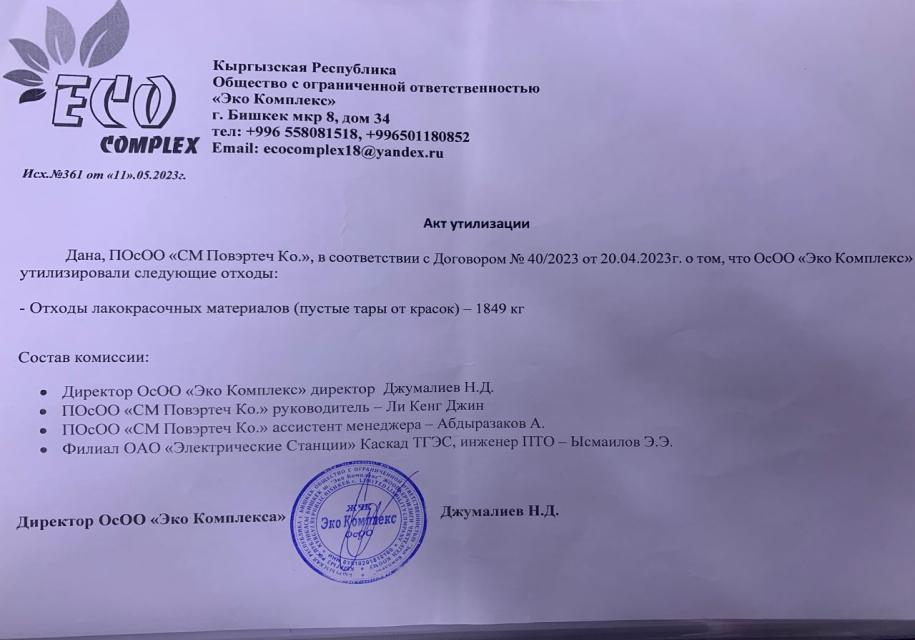 ECO
COMPLEX
Кыргызская Республика
Общество с ограниченной ответственностью
«Эко Комплекс»
г. Бишкек мкр 8, дом 34
тел: +996 558081518, +996501180852
Email: ecocomplex18@yandex.ru
Исх.№361 от «11».05.2023г.
Акт утилизации
Дана, ПОсОО «СМ Повэртеч Ко.», в соответствии с Договором № 40/2023 от 20.04.2023г. о том, что ОсОО «Эко Комплекс»
утилизировали следующие отходы:
- Отходы лакокрасочных материалов (пустые тары от красок) – 1849 кг
Состав комиссии:
• Директор ОсОО «Эко Комплекс» директор Джумалиев Н.Д.
• ПОсОО «СМ Повэртеч Ко.» руководитель – Ли Кенг Джин
• ПОсОО «СМ Повэртеч Ко.» ассистент менеджера – Абдыразаков А.
• Филиал ОАО «Электрические Станции» Каскад ТГЭС, инженер ПТО – Ысмаилов Э.Э.
Директор ОсОО «Эко Комплекса»
ЖЧК
Эко Комплекс
ОсОО
Джумалиев Н.Д.